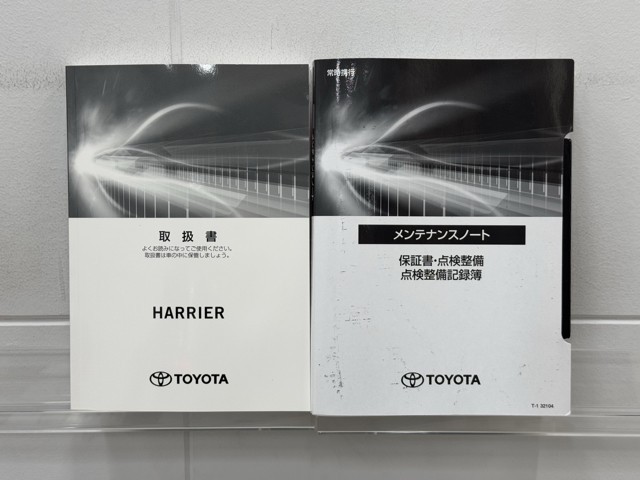 取扱書
よくお読みになってご使用ください。
取扱書は車の中に保管しましょう。
HARRIER
TOYOTA
常時携行
メンテナンスノート
保証書・点検整備
点検整備記録簿
TOYOTA
T-1 32104